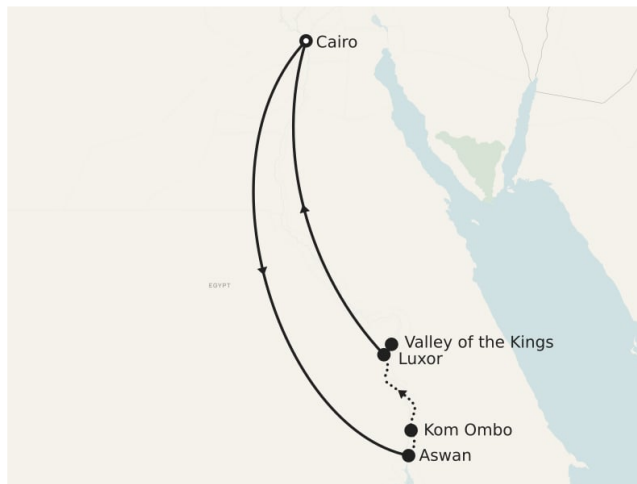 Cairo
EGYPT
Valley of the Kings
Luxor
Kom Ombo
Aswan